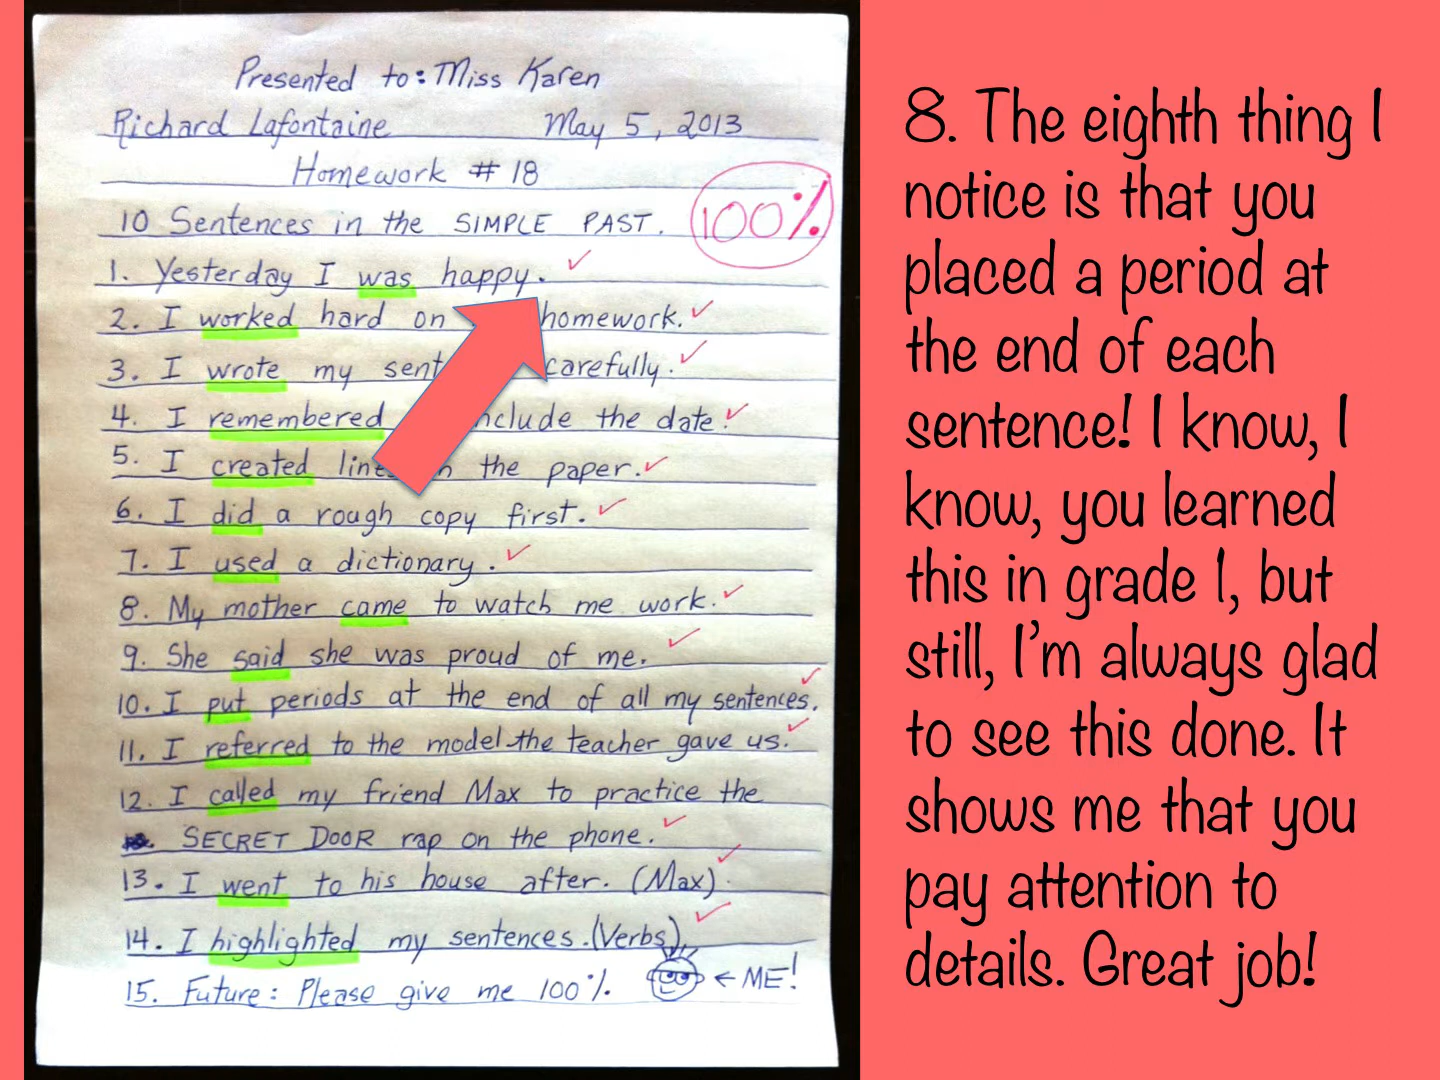 Presented to: Miss Karen
Richard Lafontaine May 5, 2013
Homework # 18
10 Sentences in the SIMPLE PAST.
100%
1. Yesterday I was happy.
2. I worked hard on homework.
3. I wrote my carefully.
4. I remembered the date.
5. I created the paper.
6. I did a rough copy first.
7. I used a dictionary.
8. My mother came to watch me work.
9. She said she was proud of me.
10. I put periods at the end of all my sentences.
11. I referred to the model the teacher gave us.
12. I called my friend Max to practice the
SECRET DOOR rap on the phone.
13. I went to his house after. (Max)
14. I highlighted my sentences. (Verbs)
15. Future: Please give me 100%. ← ME!
8. The eighth thing I
notice is that you
placed a period at
the end of each
sentence! I know, I
know, you learned
this in grade 1, but
still, I'm always glad
to see this done. It
shows me that you
pay attention to
details. Great job!